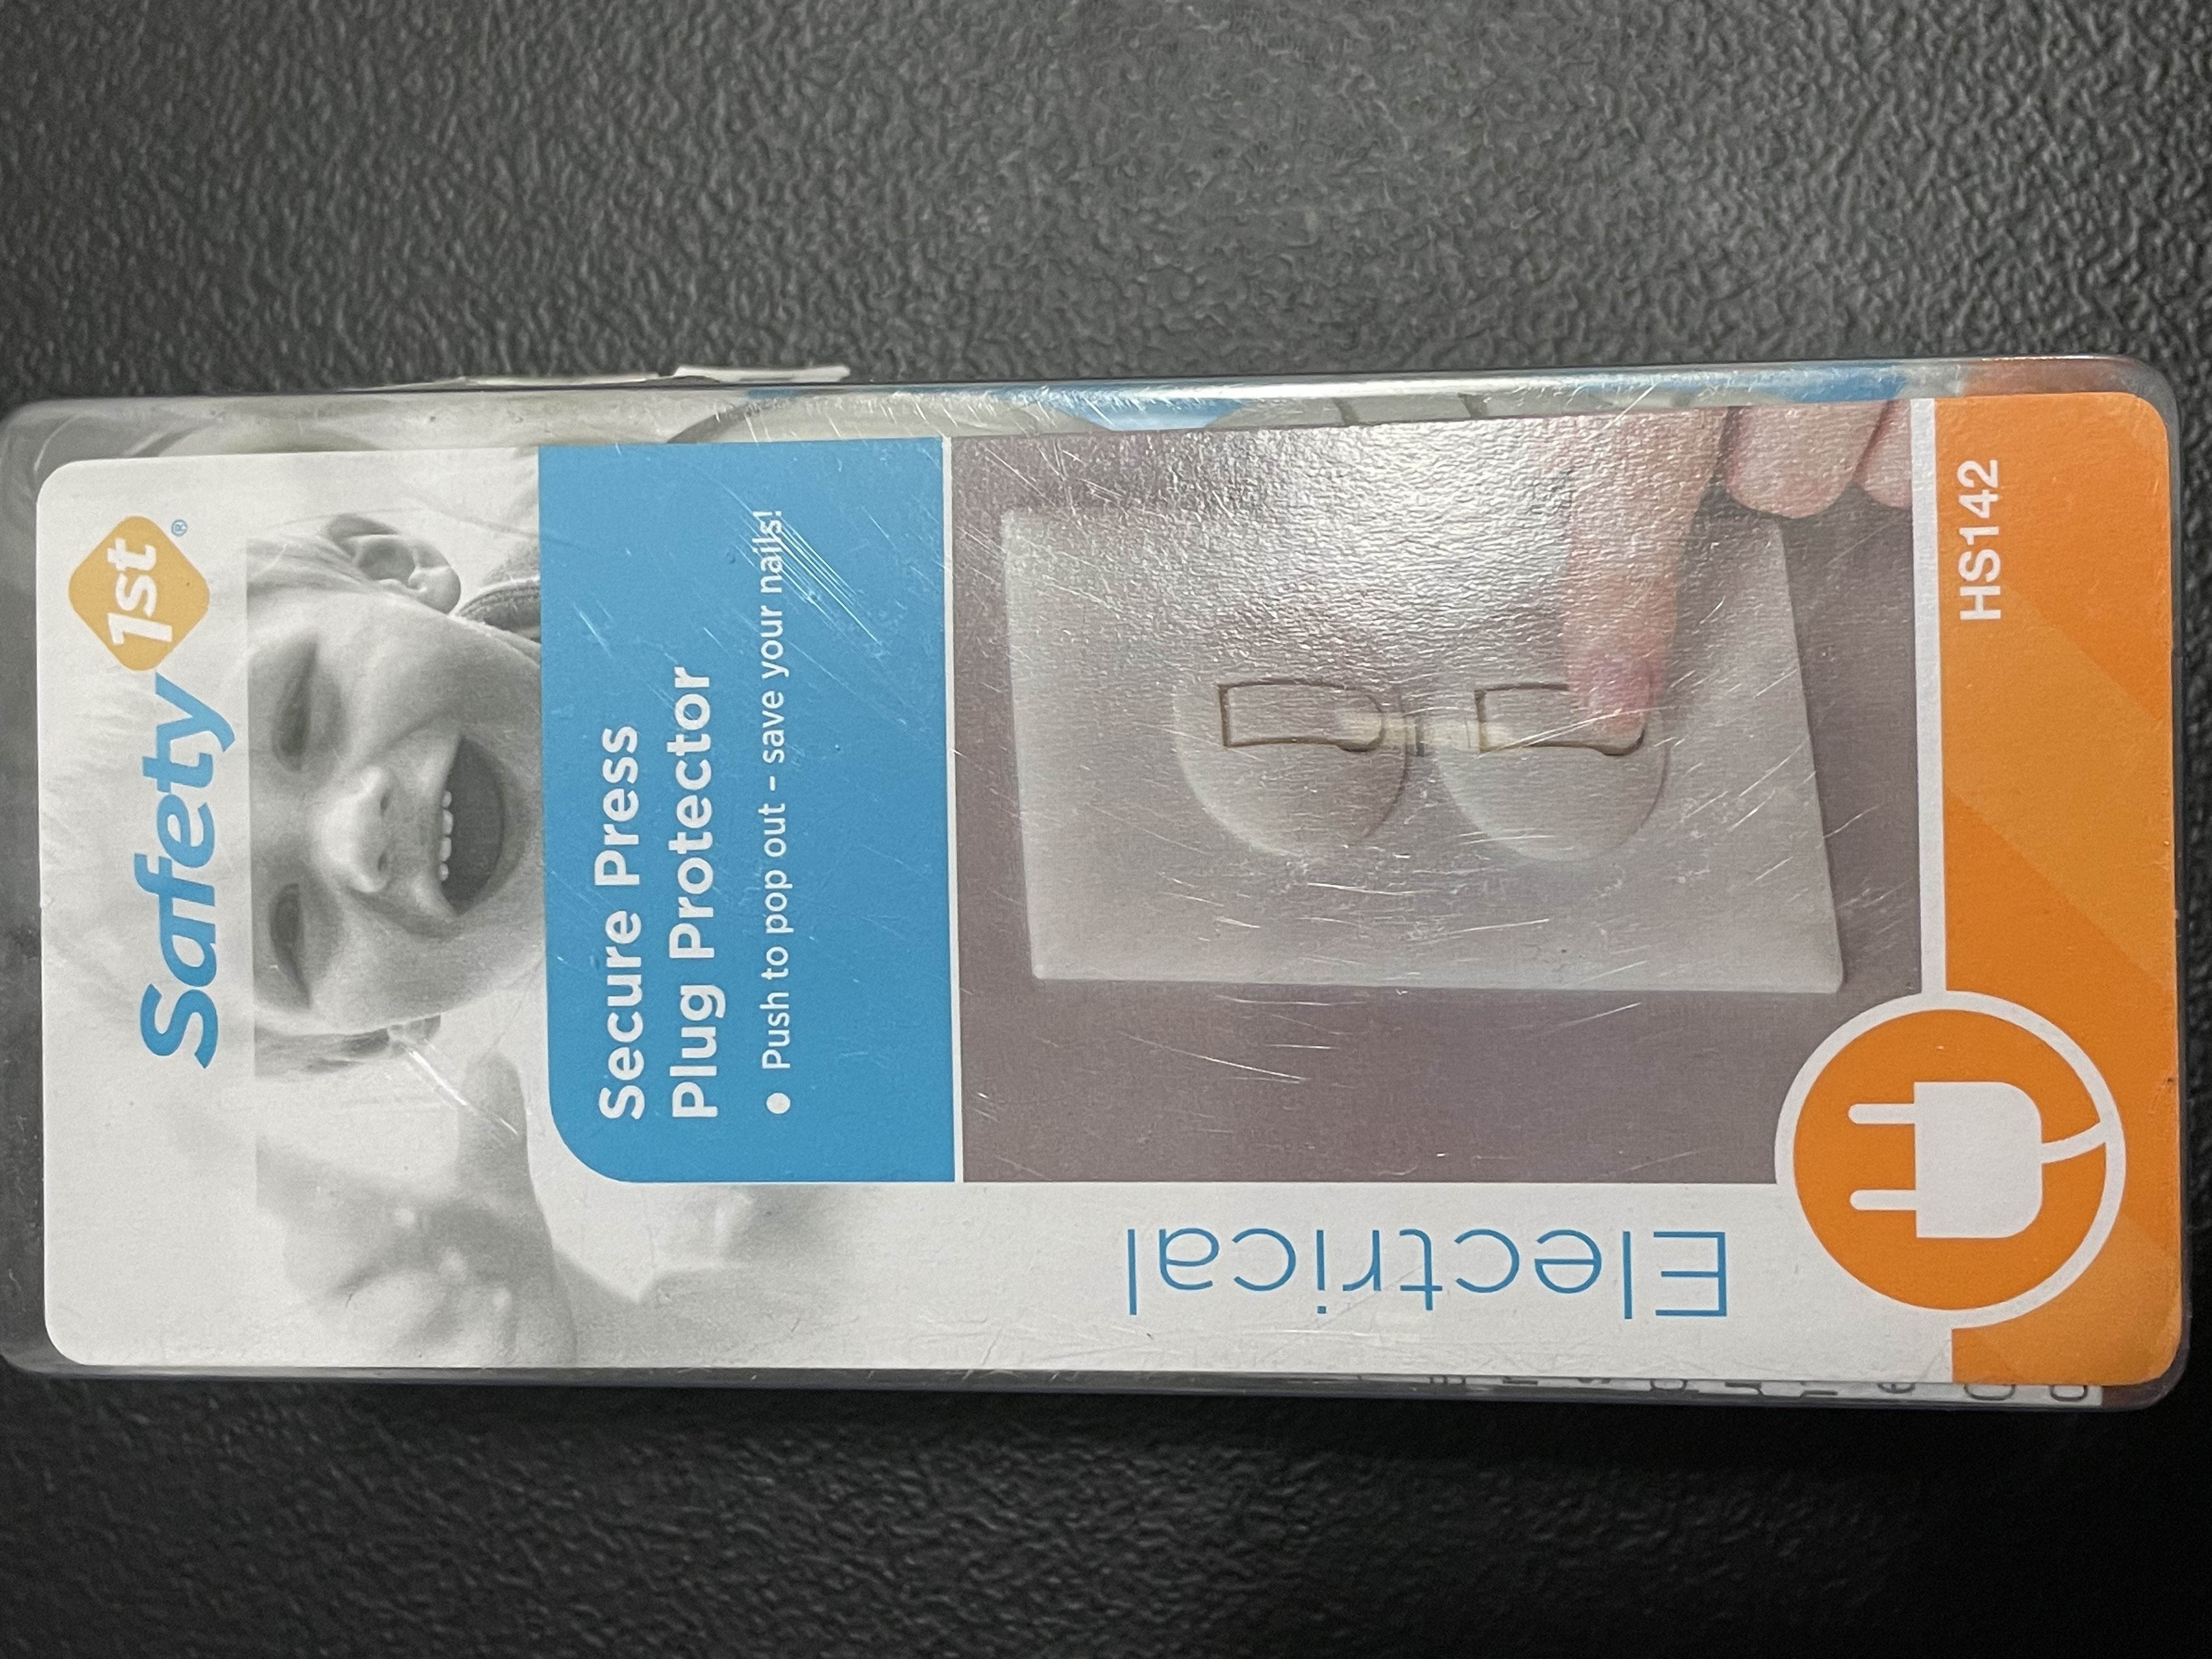 Safety 1st®
Secure Press
Plug Protector
• Push to pop out – save your nails!
Electrical
HS142